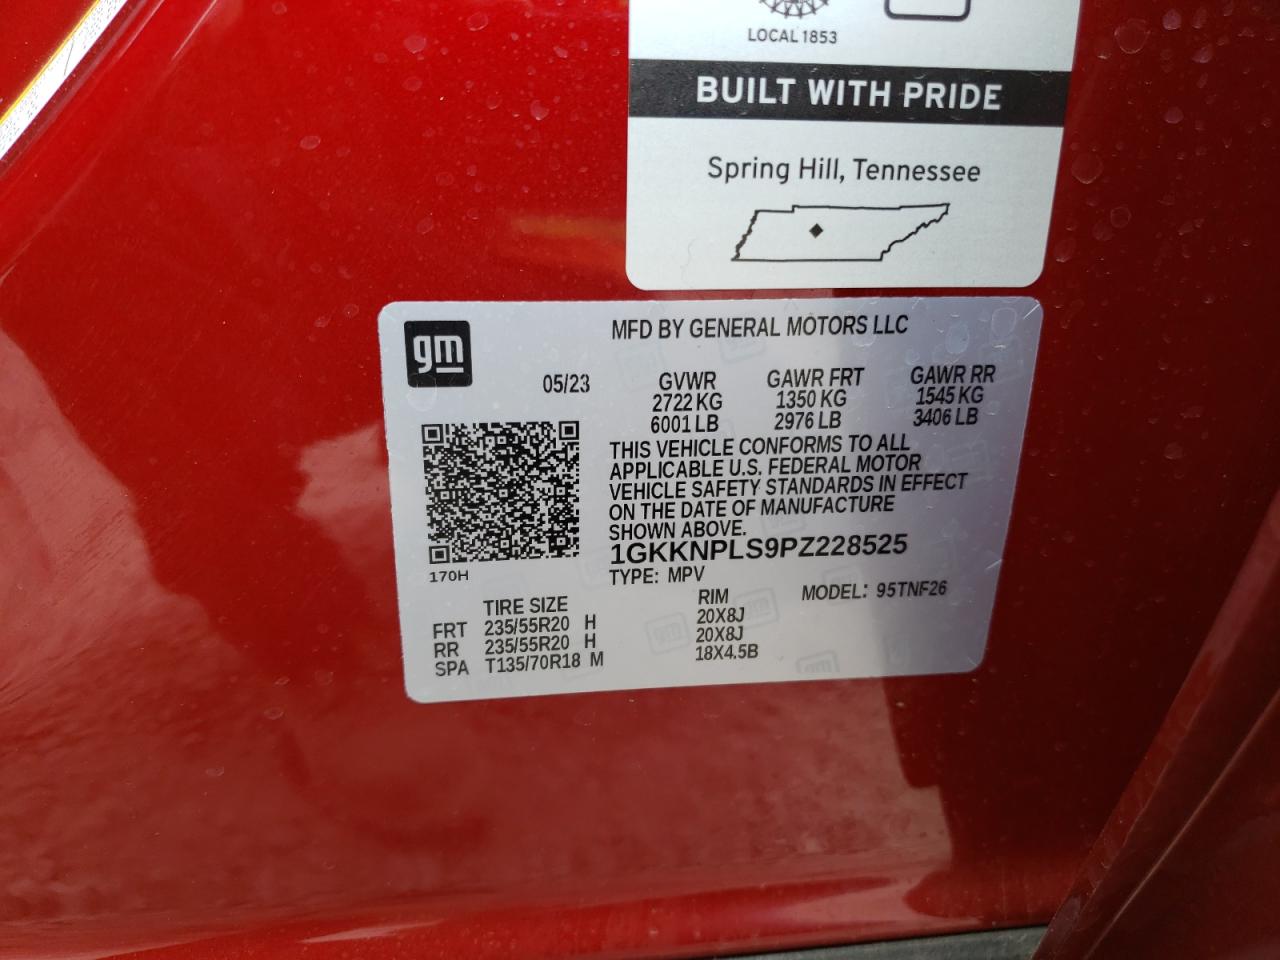 LOCAL 1853
BUILT WITH PRIDE
Spring Hill, Tennessee
gm
MFD BY GENERAL MOTORS LLC
05/23
GVWR GAWR FRT GAWR RR
2722 KG 1350 KG 1545 KG
6001 LB 2976 LB 3406 LB
THIS VEHICLE CONFORMS TO ALL
APPLICABLE U.S. FEDERAL MOTOR
VEHICLE SAFETY STANDARDS IN EFFECT
ON THE DATE OF MANUFACTURE
SHOWN ABOVE.
1GKKNPLS9PZ228525
170H
TYPE: MPV MODEL: 95TNF26
TIRE SIZE RIM
FRT 235/55R20 H 20X8J
RR 235/55R20 H 20X8J
SPA T135/70R18 M 18X4.5B